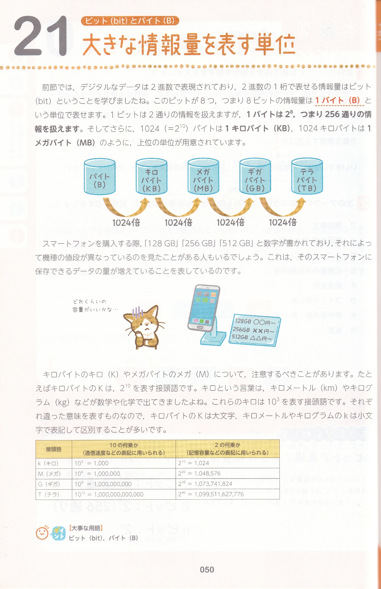 21
ビット(bit)とバイト(B)
大きな情報量を表す単位
前節では、デジタルなデータは2進数で表現されており、2進数の1桁で表せる情報量はビット
(bit)ということを学びましたね。このビットが8つ、つまり8ビットの情報量は1バイト(B)と
いう単位で表せます。1ビットは2通りの情報を扱えますが、1バイトは2⁸、つまり256通りの情
報を扱えます。そしてさらに、1024(=2¹⁰)バイトは1キロバイト(KB)、1024キロバイトは1
メガバイト(MB)のように、上位の単位が用意されています。
バイト
(B)
キロ
バイト
(KB)
メガ
バイト
(MB)
ギガ
バイト
(GB)
テラ
バイト
(TB)
1024倍 1024倍 1024倍 1024倍
スマートフォンを購入する際、「128 GB」「256 GB」「512 GB」と数字が書かれており、それによっ
て機種の値段が異なっているのを見たことがある人もいるでしょう。これは、そのスマートフォンに
保存できるデータの量が増えていることを表しているのです。
どれくらいの
容量がいいかな…
128GB 〇〇円〜
256GB ××円〜
512GB △△円〜
キロバイトのキロ(K)やメガバイトのメガ(M)について、注意するべきことがあります。たと
えばキロバイトのKは、2¹⁰を表す接頭語です。キロという言葉は、キロメートル(km)やキログ
ラム(kg)などが数学や化学で出てきましたよね。これらのキロは10³を表す接頭語です。それぞ
れ違った意味を表すものなので、キロバイトのKは大文字、キロメートルやキログラムのkは小文
字で表記して区別することが多いです。
接頭語 10の何乗か 2の何乗か
(通信速度などの表記に用いられる) (記憶容量などの表記に用いられる)
k(キロ) 10³ = 1,000 2¹⁰ = 1,024
M(メガ) 10⁶ = 1,000,000 2²⁰ = 1,048,576
G(ギガ) 10⁹ = 1,000,000,000 2³⁰ = 1,073,741,824
T(テラ) 10¹² = 1,000,000,000,000 2⁴⁰ = 1,099,511,627,776
[大事な用語]
ビット(bit)、バイト(B)
050